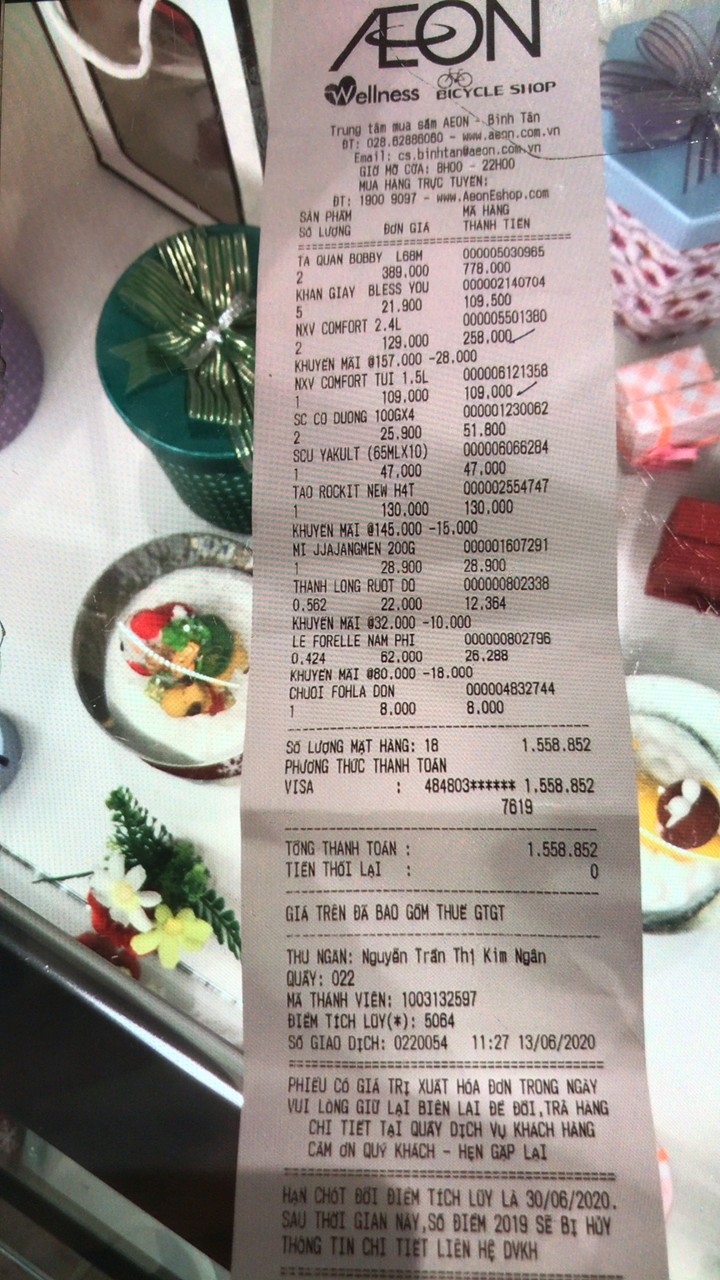 ÆON
Wellness BICYCLE SHOP
Trung tâm mua sắm AEON - Bình Tân
ĐT: 028.62886060 - www.aeon.com.vn
Email: cs.binhtan@aeon.com.vn
GIỜ MỞ CỬA: 8H00 - 22H00
MUA HÀNG TRỰC TUYẾN:
ĐT: 1900 9097 - www.AeonEshop.com
SẢN PHẨM MÃ HÀNG
SỐ LƯỢNG ĐƠN GIÁ THÀNH TIỀN
TA QUAN BOBBY L68M 000005030965
2 389.000 778.000
KHAN GIAY BLESS YOU 000002140704
5 21.900 109.500
NXV COMFORT 2.4L 000005501380
2 129.000 258.000
KHUYẾN MÃI @157.000 -28.000
NXV COMFORT TUI 1.5L 000006121358
1 109.000 109.000
SC CO DUONG 100GX4 000001230062
2 25.900 51.800
SCU YAKULT (65MLX10) 000006066284
1 47.000 47.000
TAO ROCKIT NEW H4T 000002554747
1 130.000 130.000
KHUYẾN MÃI @145.000 -15.000
MI JJAJANGMEN 200G 000001607291
1 28.900 28.900
THANH LONG RUOT DO 000000802338
0.562 22.000 12.364
KHUYẾN MÃI @32.000 -10.000
LE FORELLE NAM PHI 000000802796
0.424 62.000 26.288
KHUYẾN MÃI @80.000 -18.000
CHUOI FOHLA DON 000004832744
1 8.000 8.000
SỐ LƯỢNG MẶT HÀNG: 18 1.558.852
PHƯƠNG THỨC THANH TOÁN
VISA : 484803****** 1.558.852
7619
TỔNG THANH TOÁN : 1.558.852
TIỀN THỐI LẠI : 0
GIÁ TRÊN ĐÃ BAO GỒM THUẾ GTGT
THU NGÂN: Nguyễn Trần Thị Kim Ngân
QUẦY: 022
MÃ THÀNH VIÊN: 1003132597
ĐIỂM TÍCH LŨY(*): 5064
SỐ GIAO DỊCH: 0220054 11:27 13/06/2020
PHIẾU CÓ GIÁ TRỊ XUẤT HÓA ĐƠN TRONG NGÀY
VUI LÒNG GIỮ LẠI BIÊN LAI ĐỂ ĐỔI,TRẢ HÀNG
CHI TIẾT TẠI QUẦY DỊCH VỤ KHÁCH HÀNG
CẢM ƠN QUÝ KHÁCH - HẸN GẶP LẠI
HẠN CHÓT ĐỔI ĐIỂM TÍCH LŨY LÀ 30/06/2020.
SAU THỜI GIAN NÀY,SỐ ĐIỂM 2019 SẼ BỊ HỦY
THÔNG TIN CHI TIẾT LIÊN HỆ DVKH